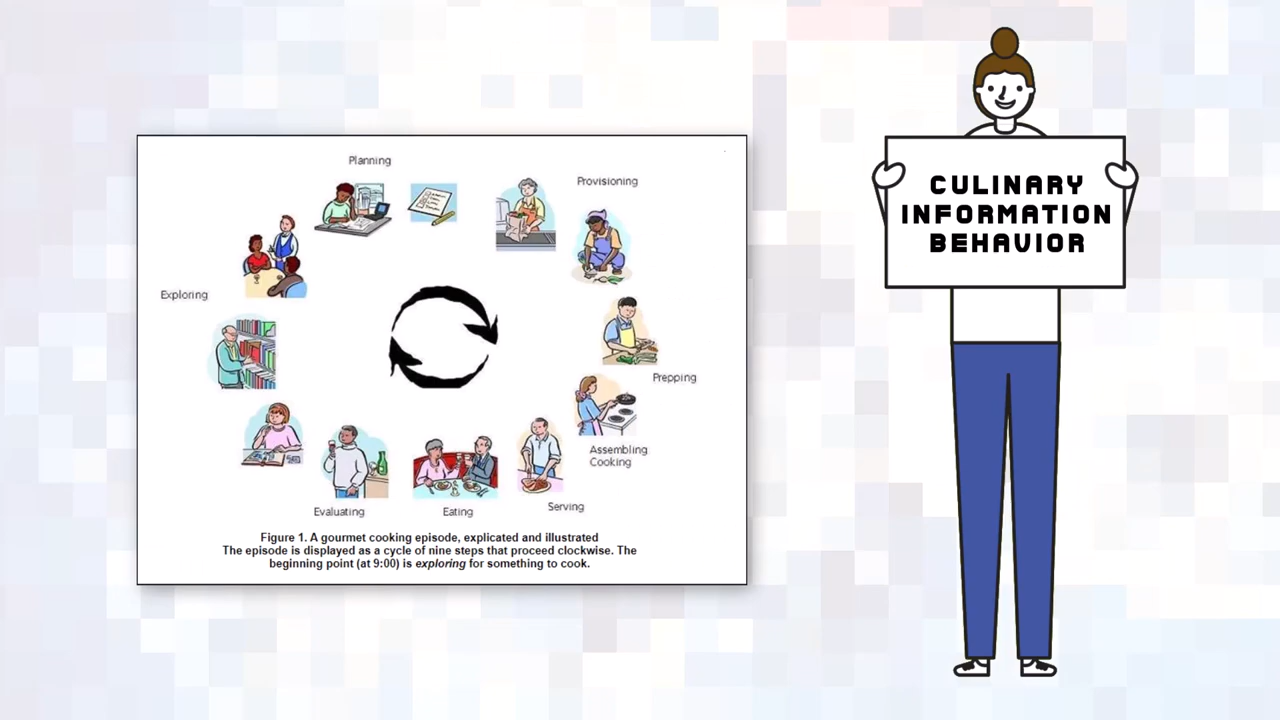 Planning
Provisioning
Exploring
Prepping
Assembling
Cooking
Serving
Evaluating
Eating
Figure 1. A gourmet cooking episode, explicated and illustrated
The episode is displayed as a cycle of nine steps that proceed clockwise. The
beginning point (at 9:00) is exploring for something to cook.
CULINARY
INFORMATION
BEHAVIOR